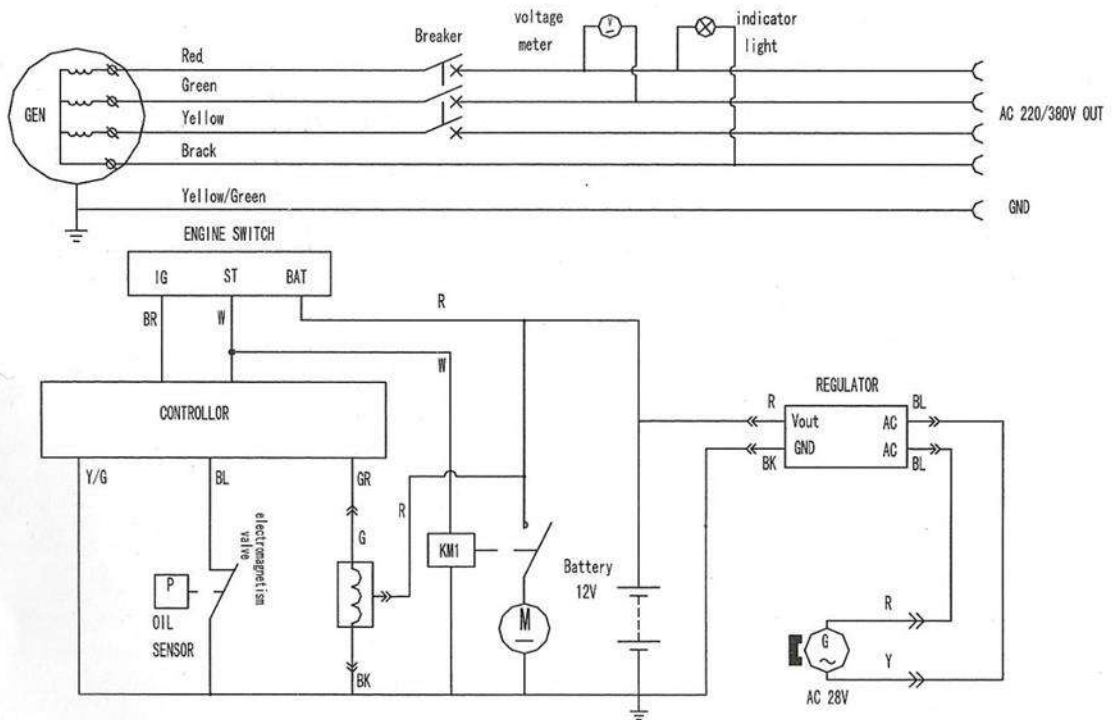 voltage
meter
V
indicator
light
Breaker
Red
Green
GEN
Yellow
AC 220/380V OUT
Brack
Yellow/Green
GND
ENGINE SWITCH
IG ST BAT
R
BR W
W
CONTROLLOR
REGULATOR
R Vout AC BL
BK GND AC BL
Y/G BL GR
R
electromagnetism
valve
G
KM1
P
OIL
SENSOR
Battery
12V
M
BK
R
G
Y
AC 28V